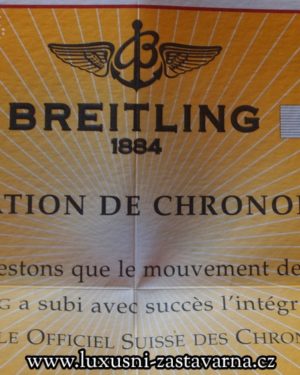 B
BREITLING
1884
ATION DE CHRONO
estons que le mouvement de
G a subi avec succès l'intégr
LE OFFICIEL SUISSE DES CHRON
www.luxusni-zastavarna.cz